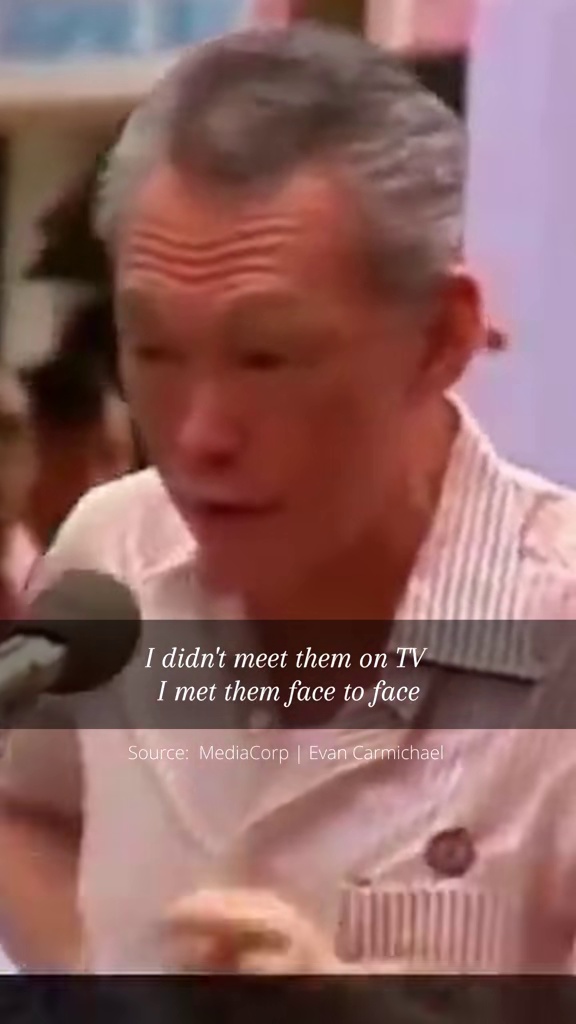 I didn't meet them on TV
I met them face to face
Source: MediaCorp | Evan Carmichael